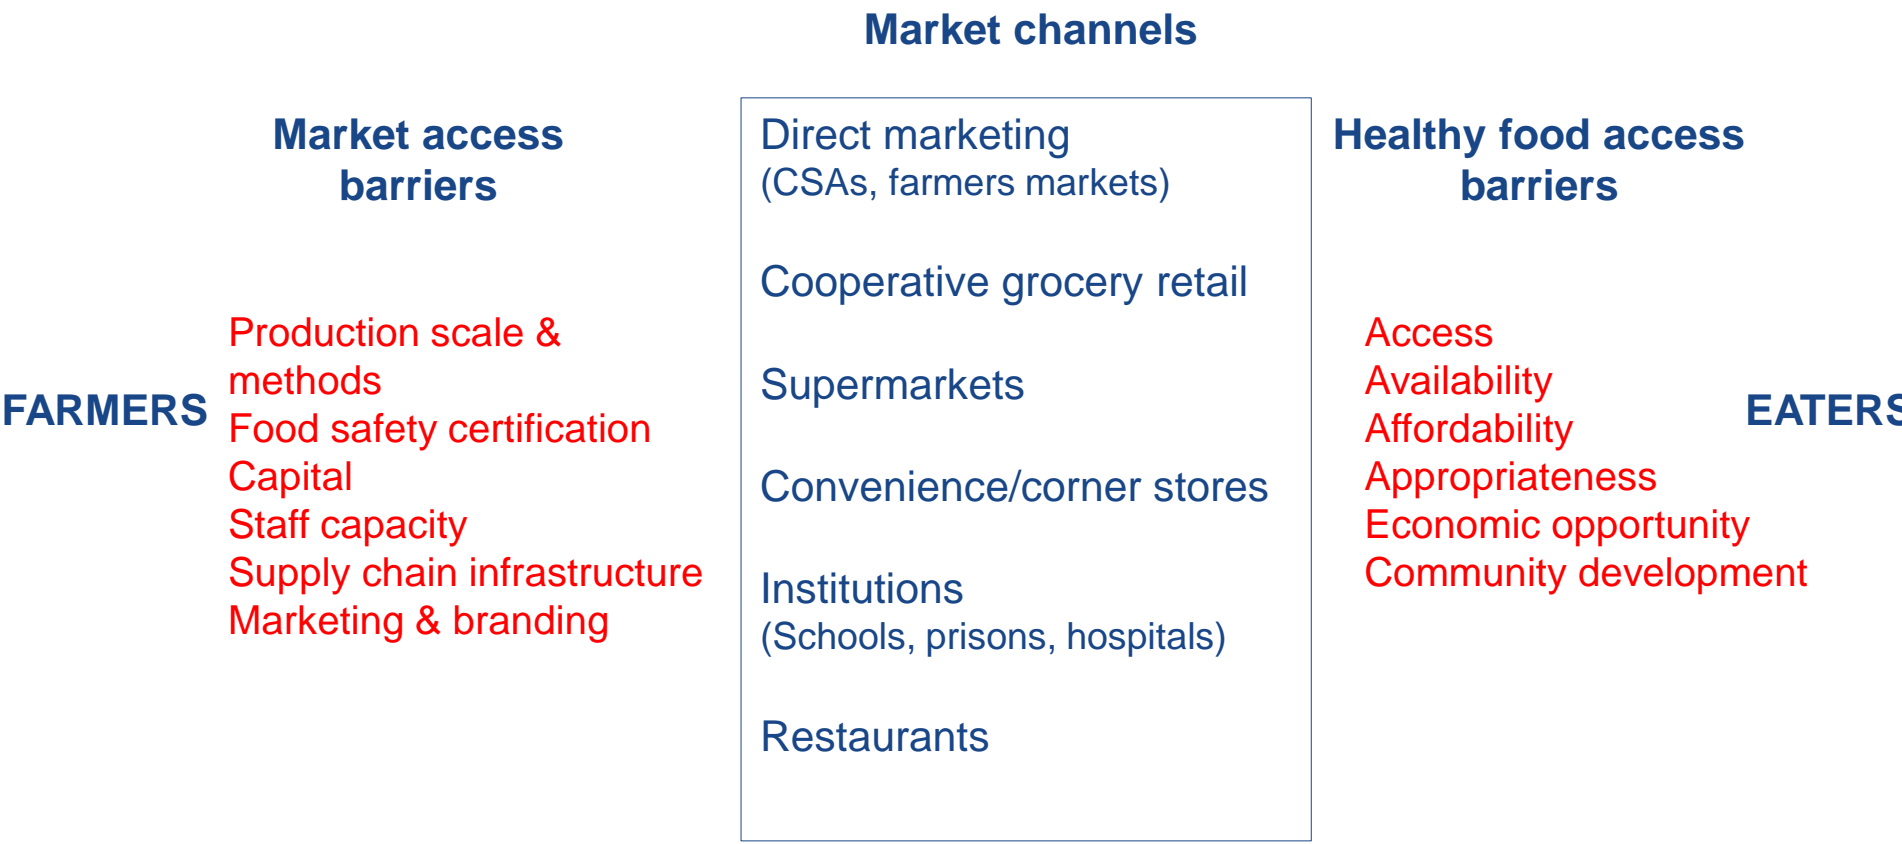 Market channels
Market access
barriers
Direct marketing
(CSAs, farmers markets)
Cooperative grocery retail
Supermarkets
Convenience/corner stores
Institutions
(Schools, prisons, hospitals)
Restaurants
Healthy food access
barriers
FARMERS
Production scale &
methods
Food safety certification
Capital
Staff capacity
Supply chain infrastructure
Marketing & branding
Access
Availability
Affordability
Appropriateness
Economic opportunity
Community development
EATERS